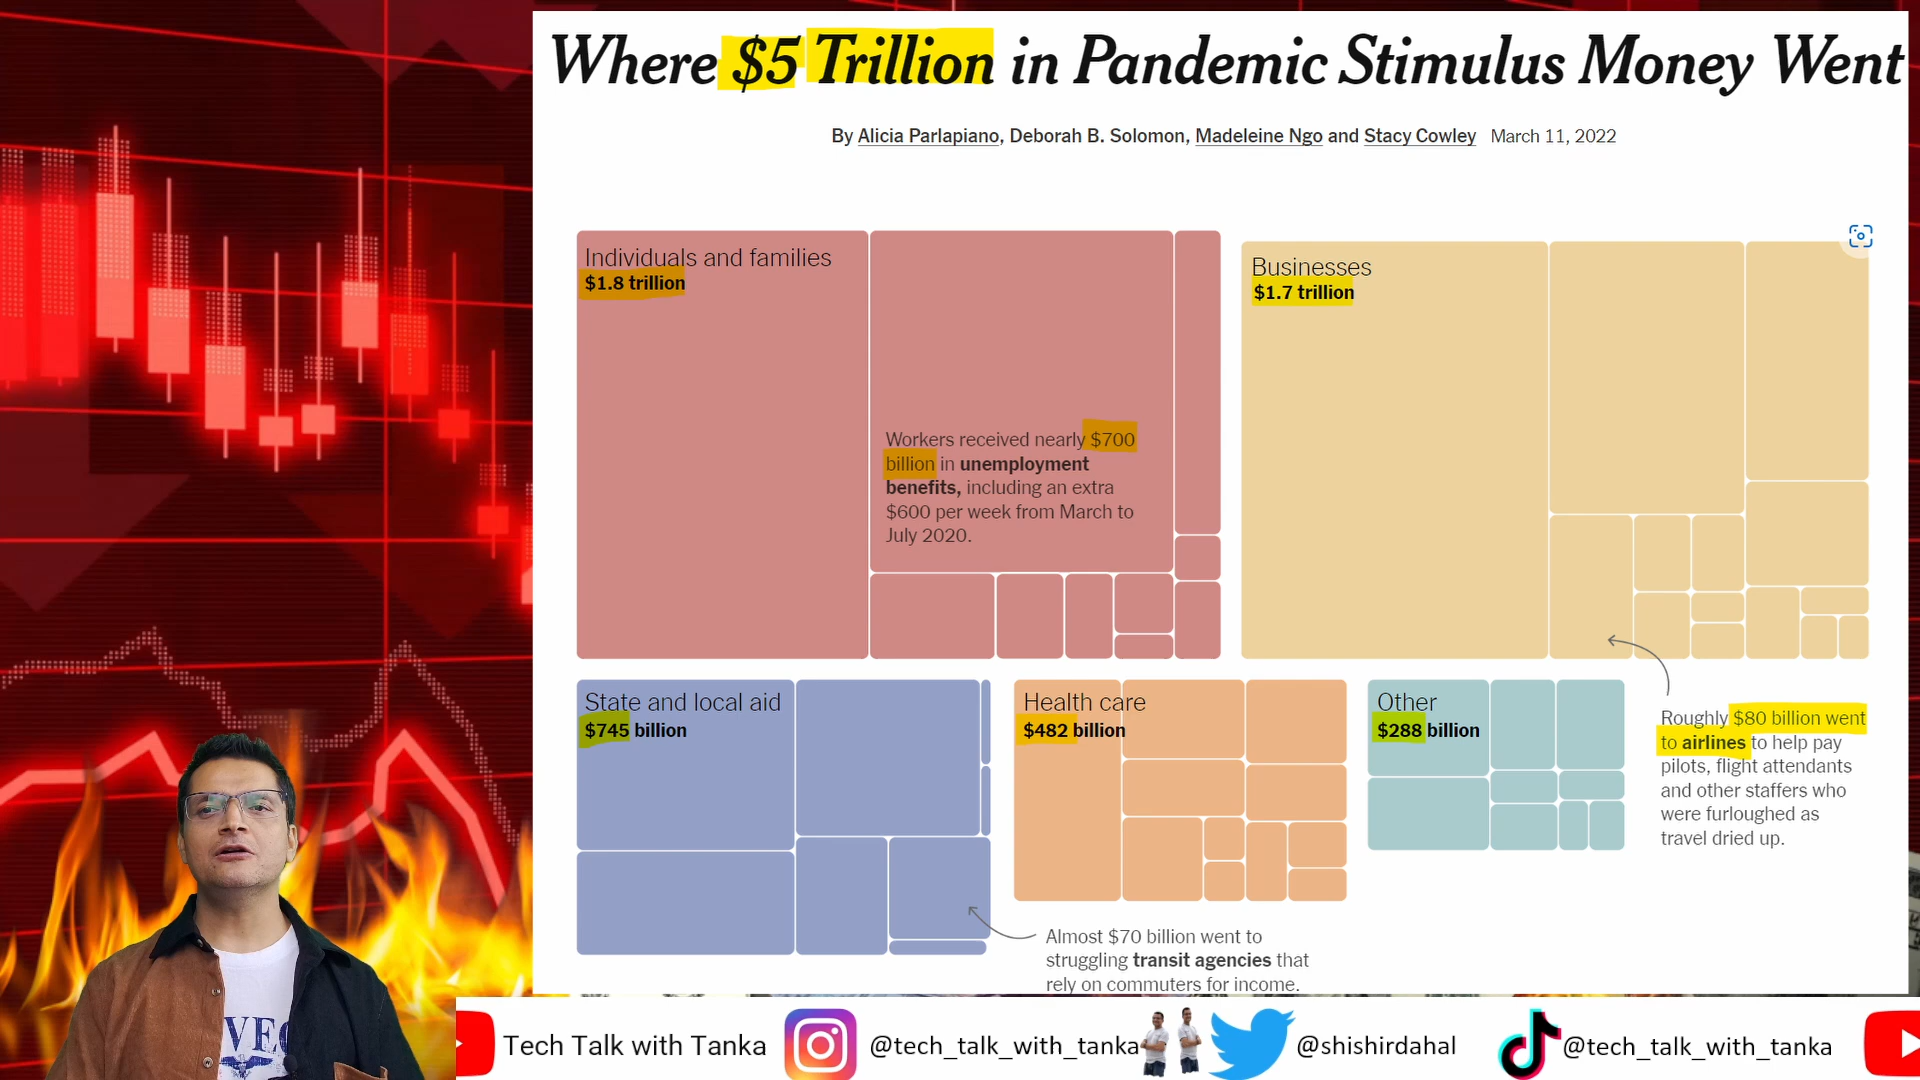 Where $5 Trillion in Pandemic Stimulus Money Went
By Alicia Parlapiano, Deborah B. Solomon, Madeleine Ngo and Stacy Cowley March 11, 2022
Individuals and families
$1.8 trillion
Workers received nearly $700
billion in unemployment
benefits, including an extra
$600 per week from March to
July 2020.
Businesses
$1.7 trillion
State and local aid
$745 billion
Health care
$482 billion
Other
$288 billion
Roughly $80 billion went
to airlines to help pay
pilots, flight attendants
and other staffers who
were furloughed as
travel dried up.
Almost $70 billion went to
struggling transit agencies that
rely on commuters for income.
Tech Talk with Tanka
@tech_talk_with_tanka
@shishirdahal
@tech_talk_with_tanka